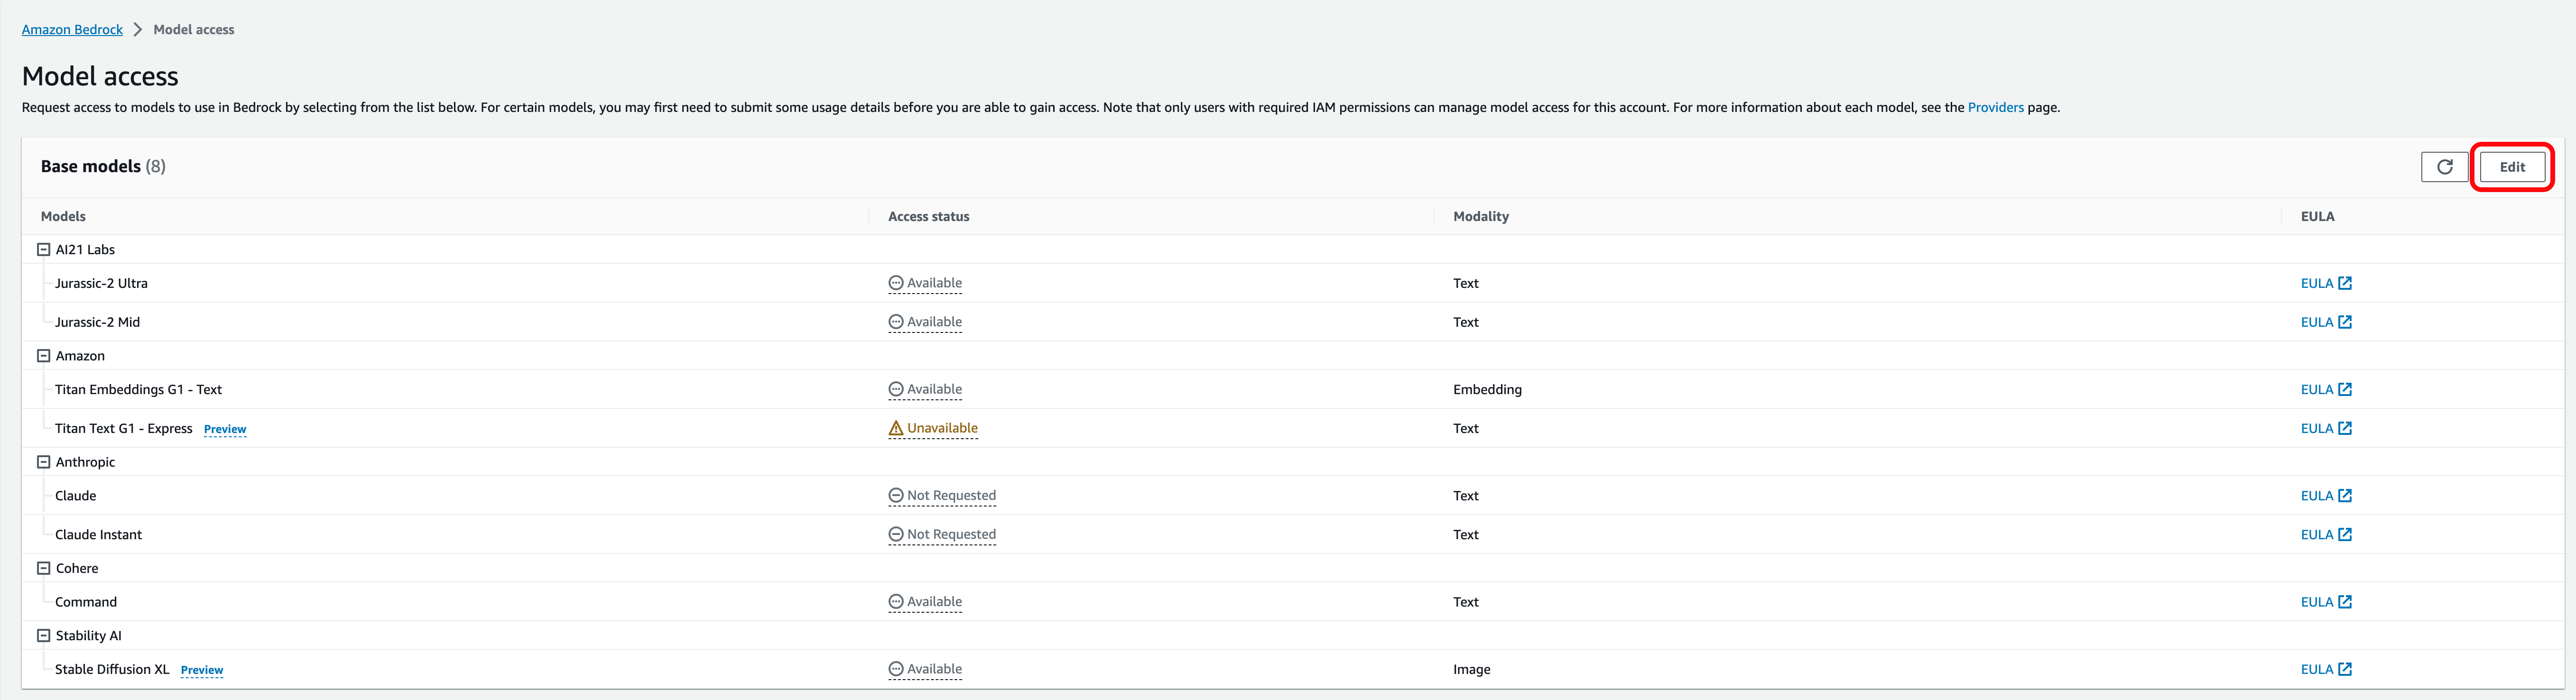 Amazon Bedrock > Model access
Model access
Request access to models to use in Bedrock by selecting from the list below. For certain models, you may first need to submit some usage details before you are able to gain access. Note that only users with required IAM permissions can manage model access for this account. For more information about each model, see the Providers page.
Base models (8) Edit
Models Access status Modality EULA
AI21 Labs
Jurassic-2 Ultra Available Text EULA
Jurassic-2 Mid Available Text EULA
Amazon
Titan Embeddings G1 - Text Available Embedding EULA
Titan Text G1 - Express Preview Unavailable Text EULA
Anthropic
Claude Not Requested Text EULA
Claude Instant Not Requested Text EULA
Cohere
Command Available Text EULA
Stability AI
Stable Diffusion XL Preview Available Image EULA